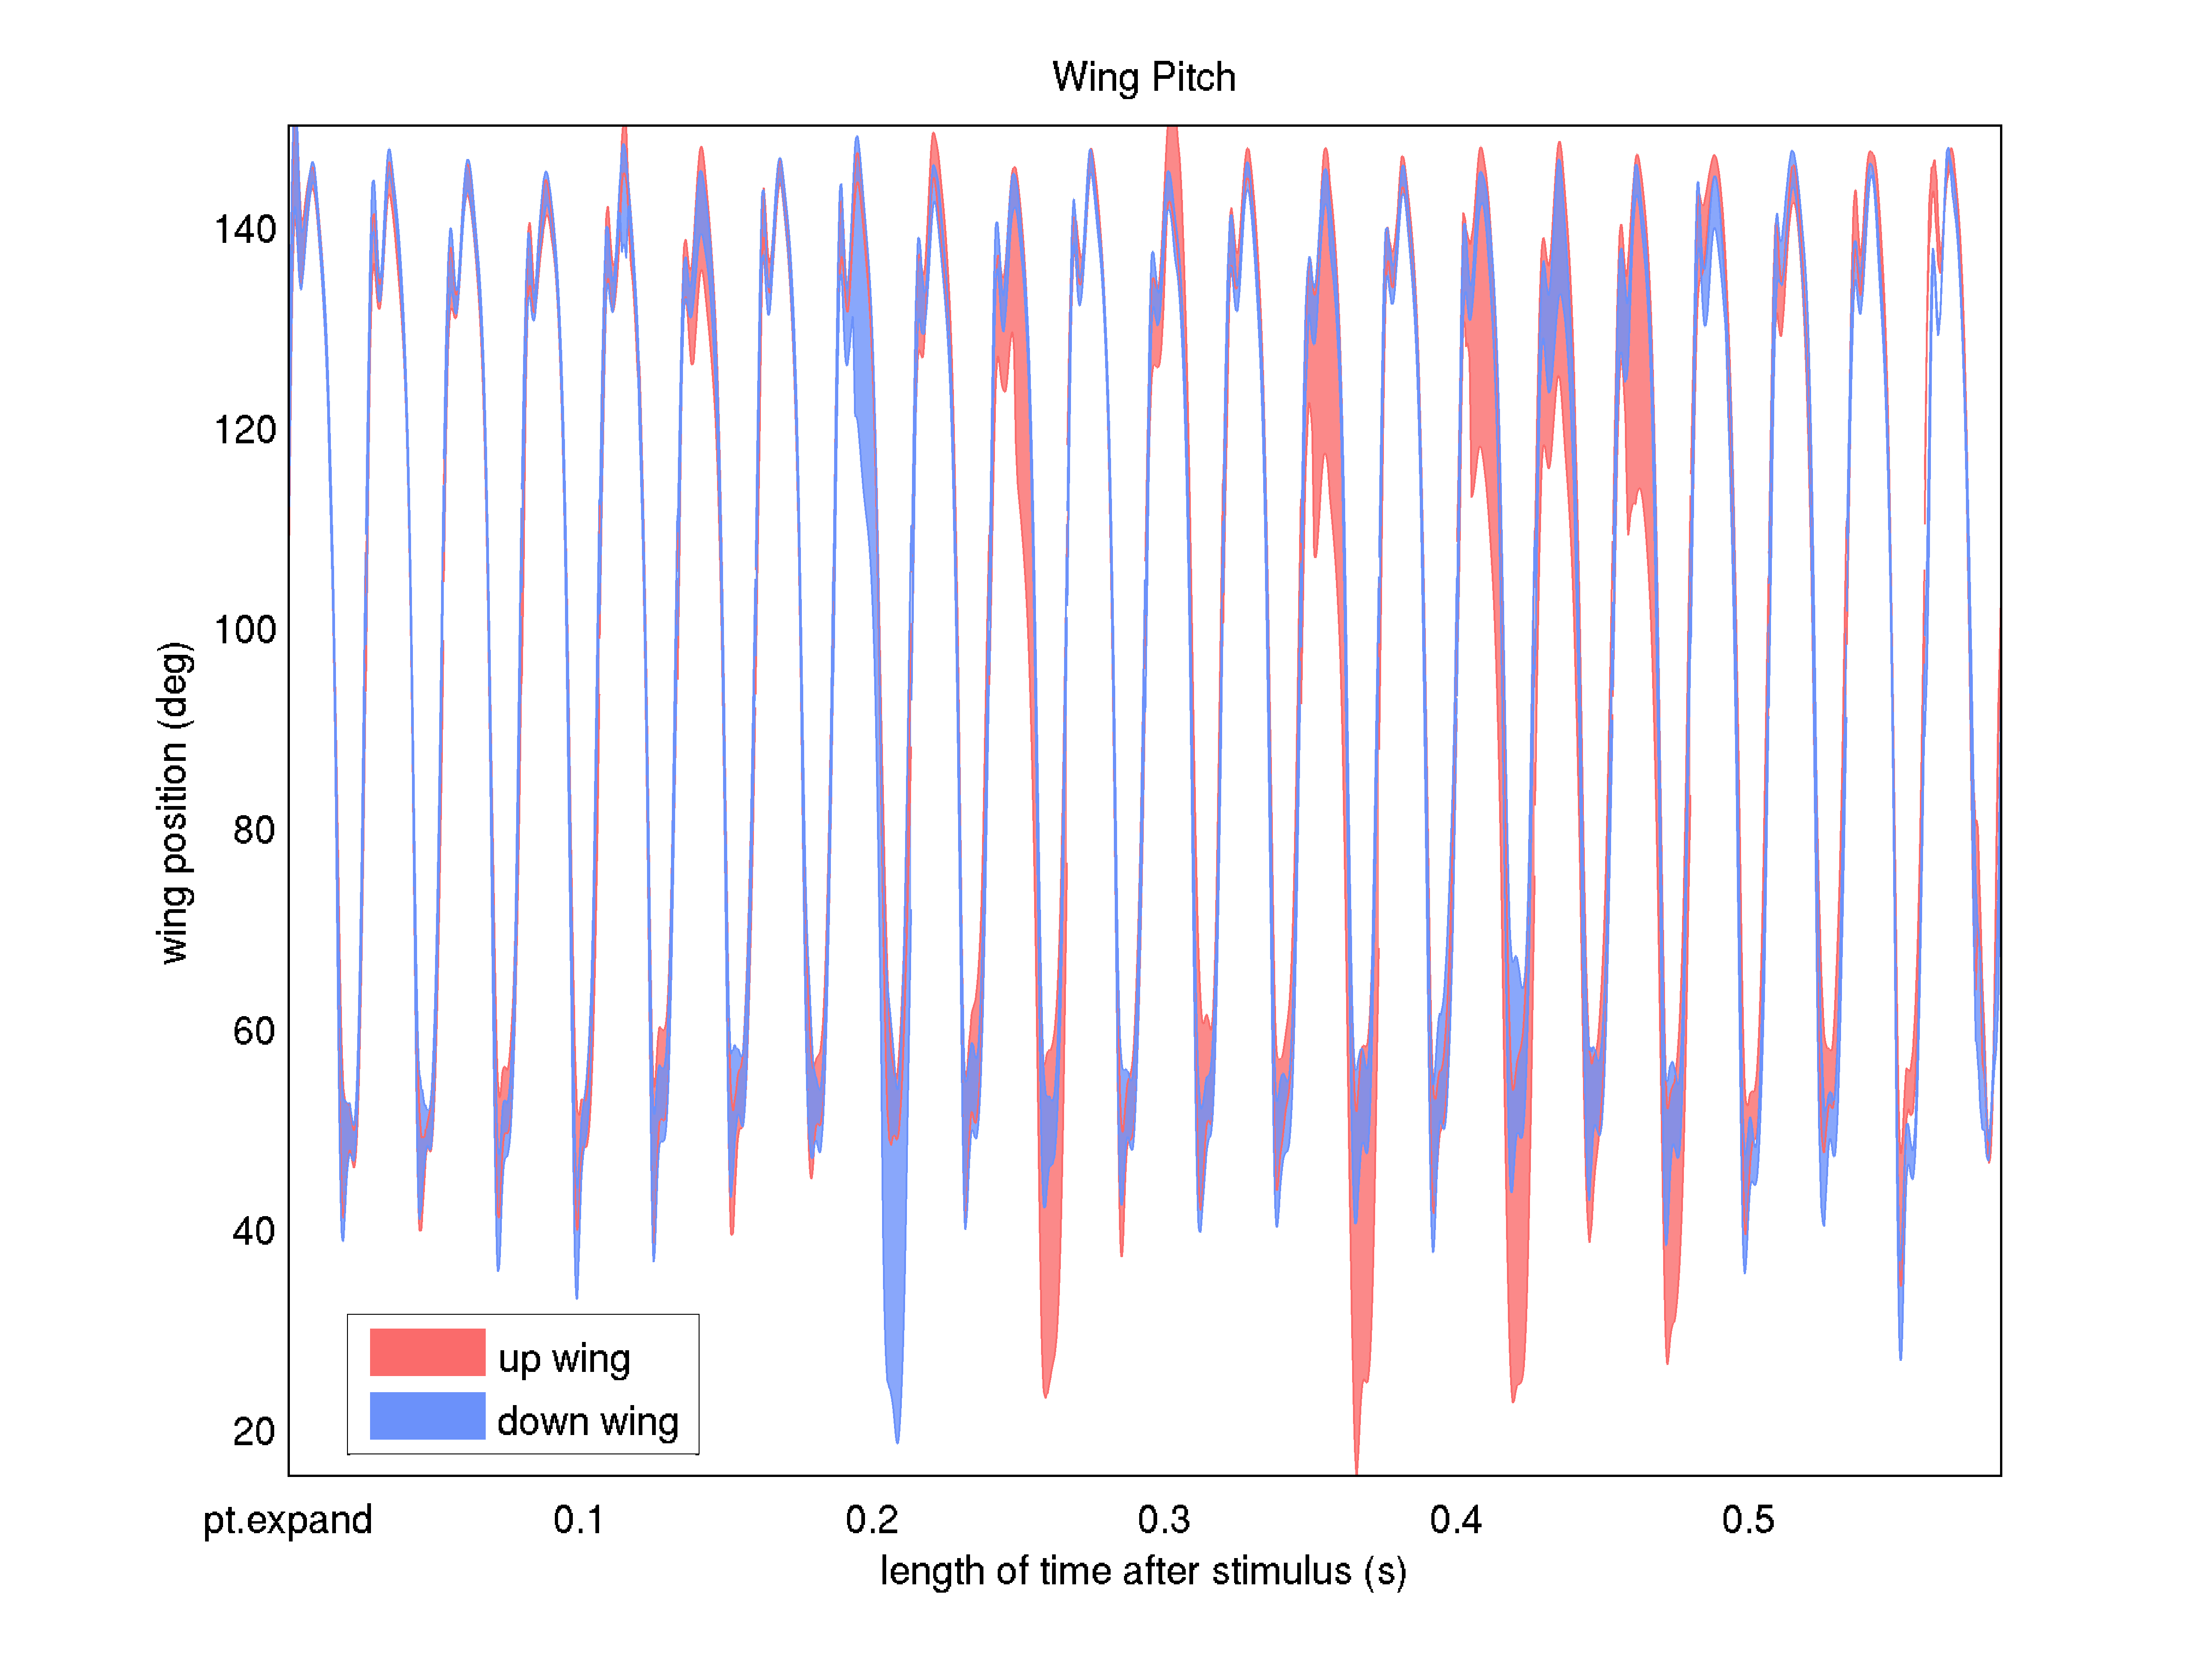 Wing Pitch
140
120
100
80
60
40
20
wing position (deg)
up wing
down wing
pt.expand 0.1 0.2 0.3 0.4 0.5
length of time after stimulus (s)